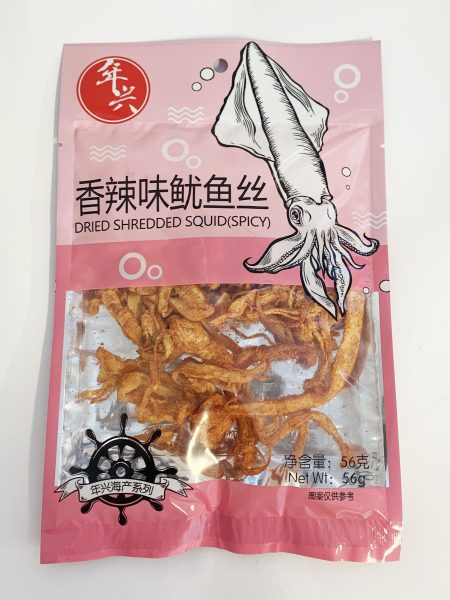 年兴
香辣味鱿鱼丝
DRIED SHREDDED SQUID(SPICY)
净含量：56克
Net Wt：56g
图案仅供参考
年兴海产系列